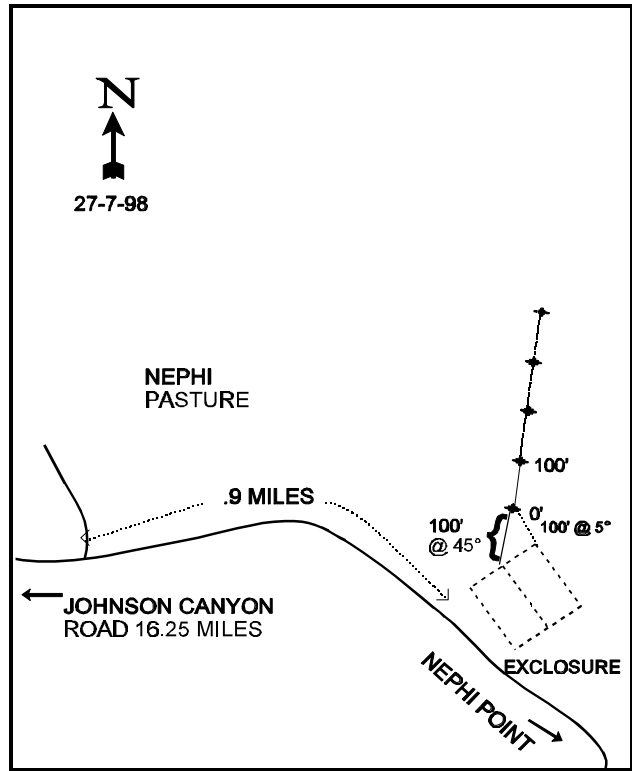 N
27-7-98
NEPHI
PASTURE
100'
.9 MILES
0'
100' @ 5°
100'
@ 45°
JOHNSON CANYON
ROAD 16.25 MILES
EXCLOSURE
NEPHI POINT